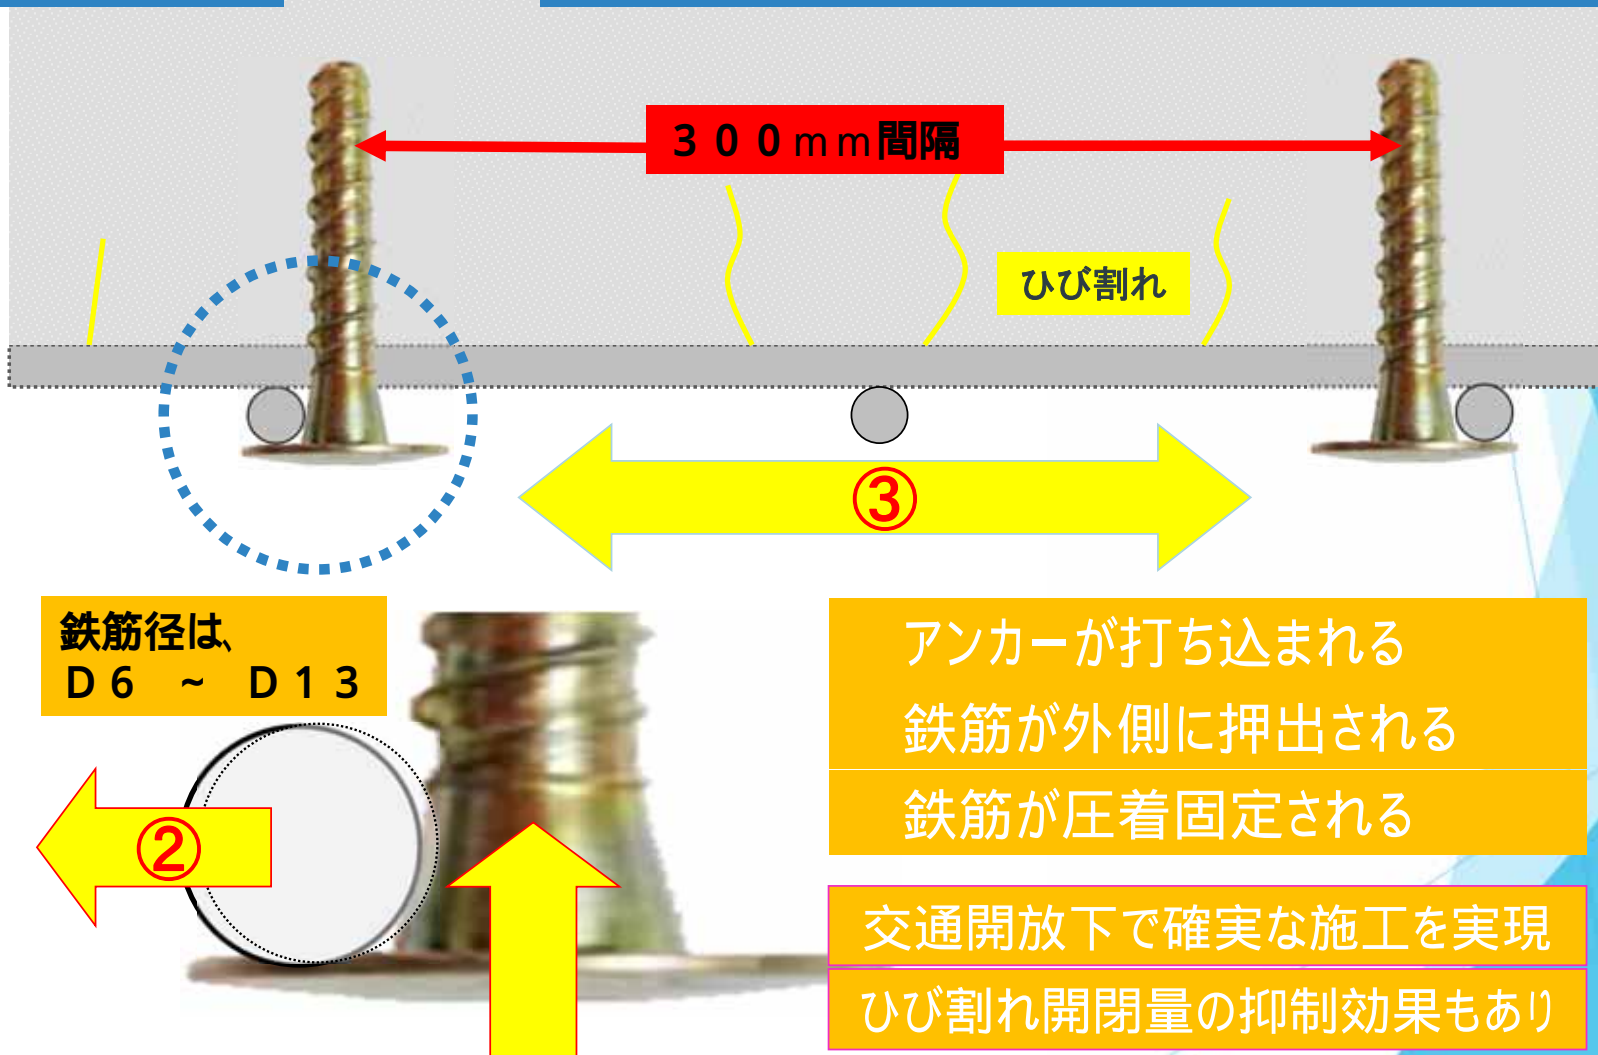 ３００ｍｍ間隔
ひび割れ
③
鉄筋径は、
Ｄ６　~　Ｄ１３
②
アンカーが打ち込まれる
鉄筋が外側に押出される
鉄筋が圧着固定される
交通開放下で確実な施工を実現
ひび割れ開閉量の抑制効果もあり